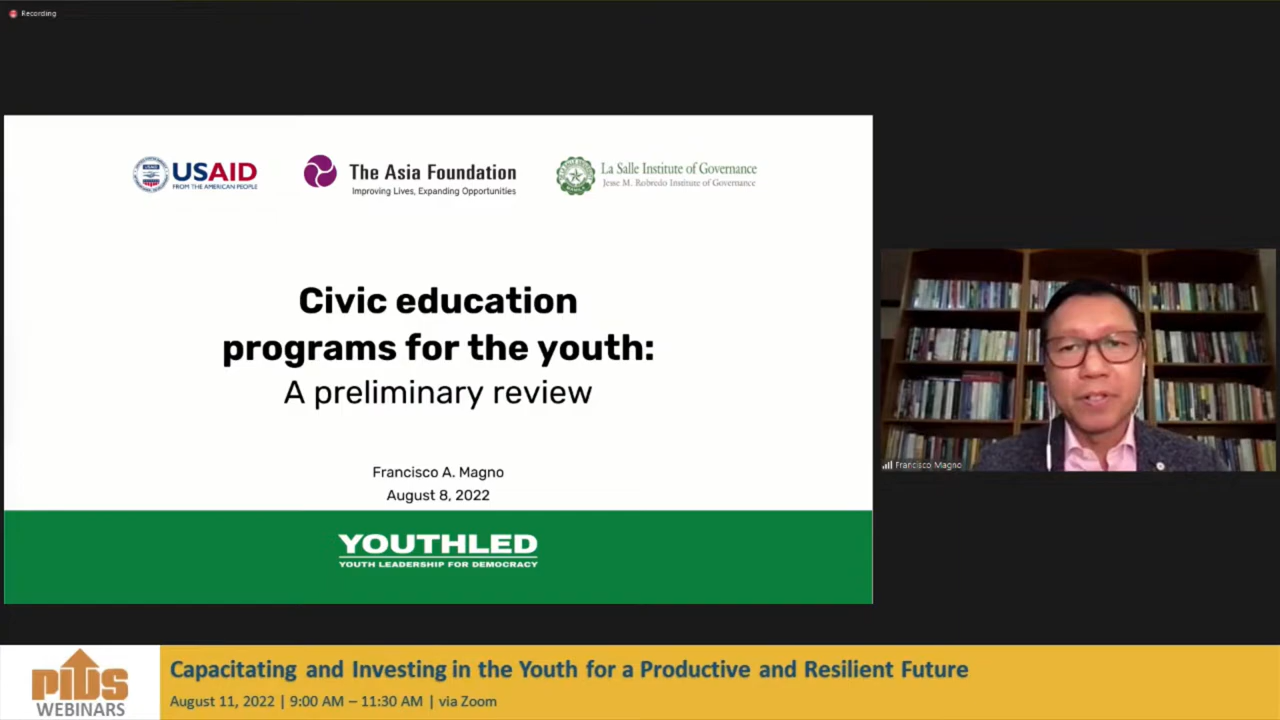 Recording
USAID
FROM THE AMERICAN PEOPLE
The Asia Foundation
Improving Lives, Expanding Opportunities
La Salle Institute of Governance
Jesse M. Robredo Institute of Governance
Civic education
programs for the youth:
A preliminary review
Francisco A. Magno
August 8, 2022
YOUTHLED
YOUTH LEADERSHIP FOR DEMOCRACY
Francisco Magno
PIDS
WEBINARS
Capacitating and Investing in the Youth for a Productive and Resilient Future
August 11, 2022 | 9:00 AM – 11:30 AM | via Zoom